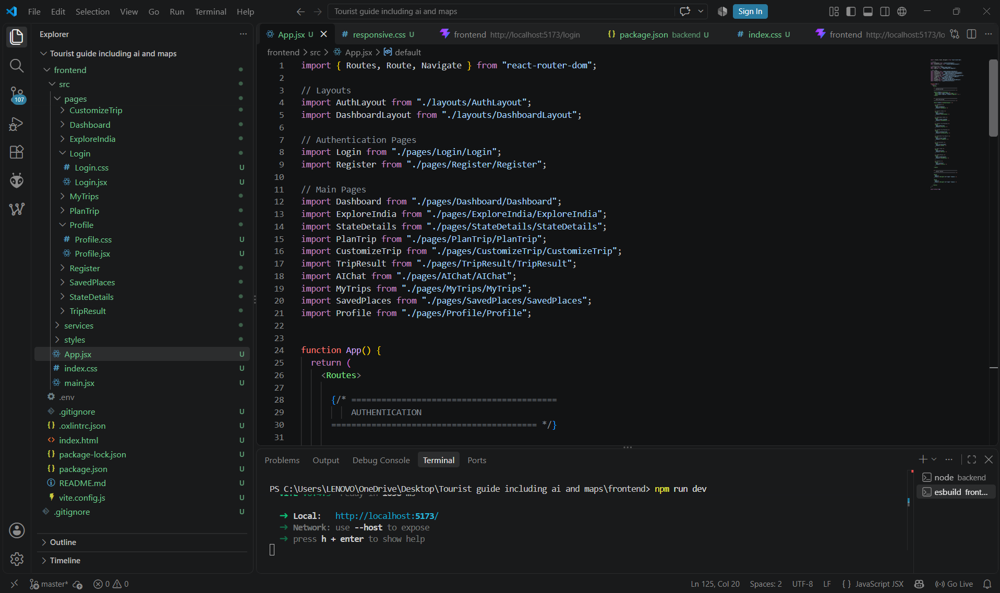 File Edit Selection View Go Run Terminal Help
Tourist guide including ai and maps
Sign In
Explorer
Tourist guide including ai and maps
frontend
src
pages
CustomizeTrip
Dashboard
ExploreIndia
Login
# Login.css U
Login.jsx U
MyTrips
PlanTrip
Profile
# Profile.css U
Profile.jsx U
Register
SavedPlaces
StateDetails
TripResult
services
styles
App.jsx U
# index.css U
main.jsx U
.env
.gitignore U
{} .oxlintrc.json U
<> index.html U
{} package-lock.json U
{} package.json U
README.md U
vite.config.js U
.gitignore U
Outline
Timeline
107
App.jsx U
# responsive.css U
frontend http://localhost:5173/login
{} package.json backend U
# index.css U
frontend http://localhost:5173/lo
frontend > src > App.jsx > default
1 import { Routes, Route, Navigate } from "react-router-dom";
2
3 // Layouts
4 import AuthLayout from "./layouts/AuthLayout";
5 import DashboardLayout from "./layouts/DashboardLayout";
6
7 // Authentication Pages
8 import Login from "./pages/Login/Login";
9 import Register from "./pages/Register/Register";
10
11 // Main Pages
12 import Dashboard from "./pages/Dashboard/Dashboard";
13 import ExploreIndia from "./pages/ExploreIndia/ExploreIndia";
14 import StateDetails from "./pages/StateDetails/StateDetails";
15 import PlanTrip from "./pages/PlanTrip/PlanTrip";
16 import CustomizeTrip from "./pages/CustomizeTrip/CustomizeTrip";
17 import TripResult from "./pages/TripResult/TripResult";
18 import AIChat from "./pages/AIChat/AIChat";
19 import MyTrips from "./pages/MyTrips/MyTrips";
20 import SavedPlaces from "./pages/SavedPlaces/SavedPlaces";
21 import Profile from "./pages/Profile/Profile";
22
23
24 function App() {
25 return (
26 <Routes>
27
28 {/* =========================================
29 AUTHENTICATION
30 ========================================= */}
31
Problems Output Debug Console Terminal Ports
PS C:\Users\LENOVO\OneDrive\Desktop\Tourist guide including ai and maps\frontend> npm run dev
➜ Local: http://localhost:5173/
➜ Network: use --host to expose
➜ press h + enter to show help
node backend
esbuild front...
master* 0 0
Ln 125, Col 20 Spaces: 2 UTF-8 LF {} JavaScript JSX Go Live